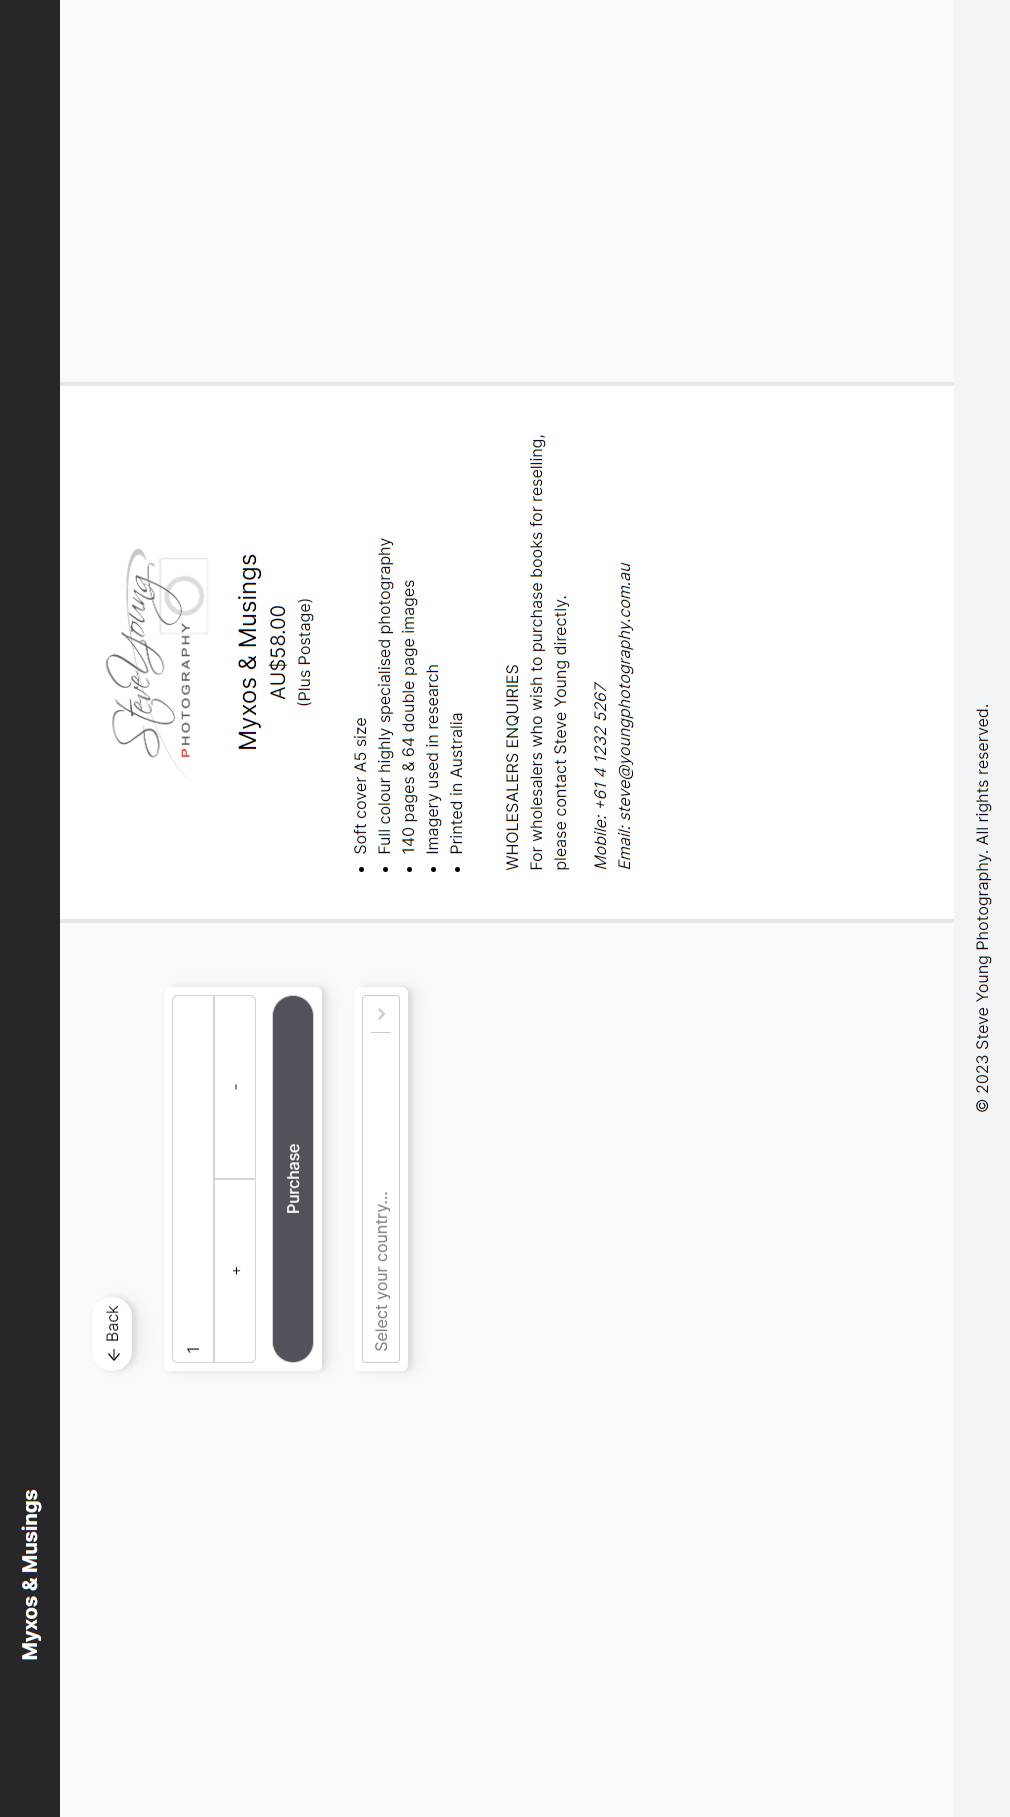 Myxos & Musings
← Back
1
+ -
Purchase
Select your country...
Steve Young
PHOTOGRAPHY
Myxos & Musings
AU$58.00
(Plus Postage)
• Soft cover A5 size
• Full colour highly specialised photography
• 140 pages & 64 double page images
• Imagery used in research
• Printed in Australia
WHOLESALERS ENQUIRIES
For wholesalers who wish to purchase books for reselling,
please contact Steve Young directly.
Mobile: +61 4 1232 5267
Email: steve@youngphotography.com.au
© 2023 Steve Young Photography. All rights reserved.